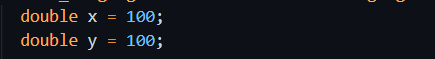 double x = 100;
double y = 100;